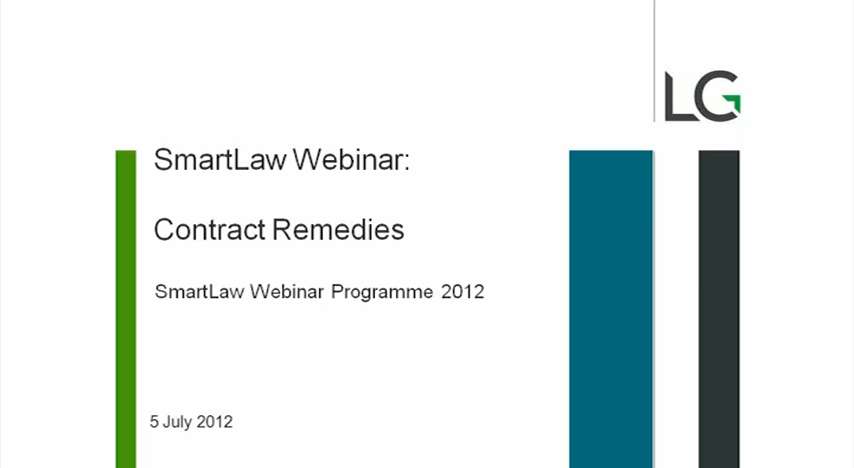 LG
SmartLaw Webinar:
Contract Remedies
SmartLaw Webinar Programme 2012
5 July 2012